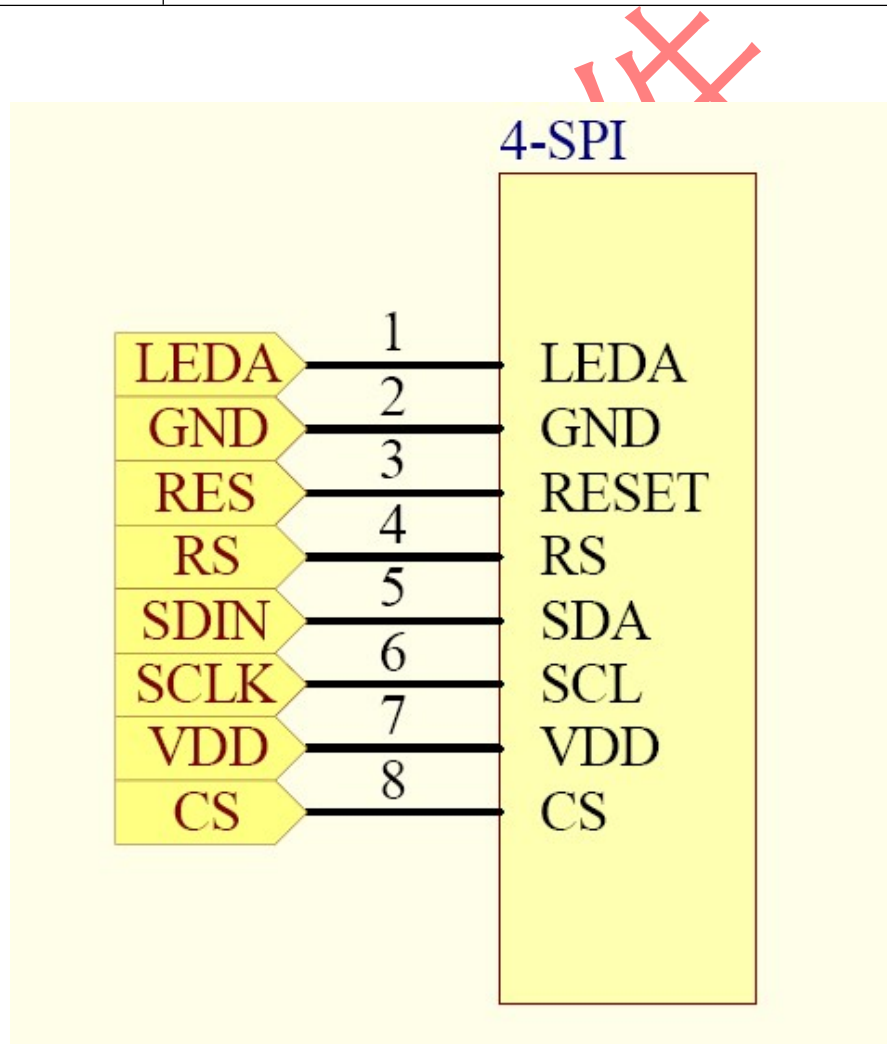 4-SPI
LEDA 1 LEDA
GND 2 GND
RES 3 RESET
RS 4 RS
SDIN 5 SDA
SCLK 6 SCL
VDD 7 VDD
CS 8 CS